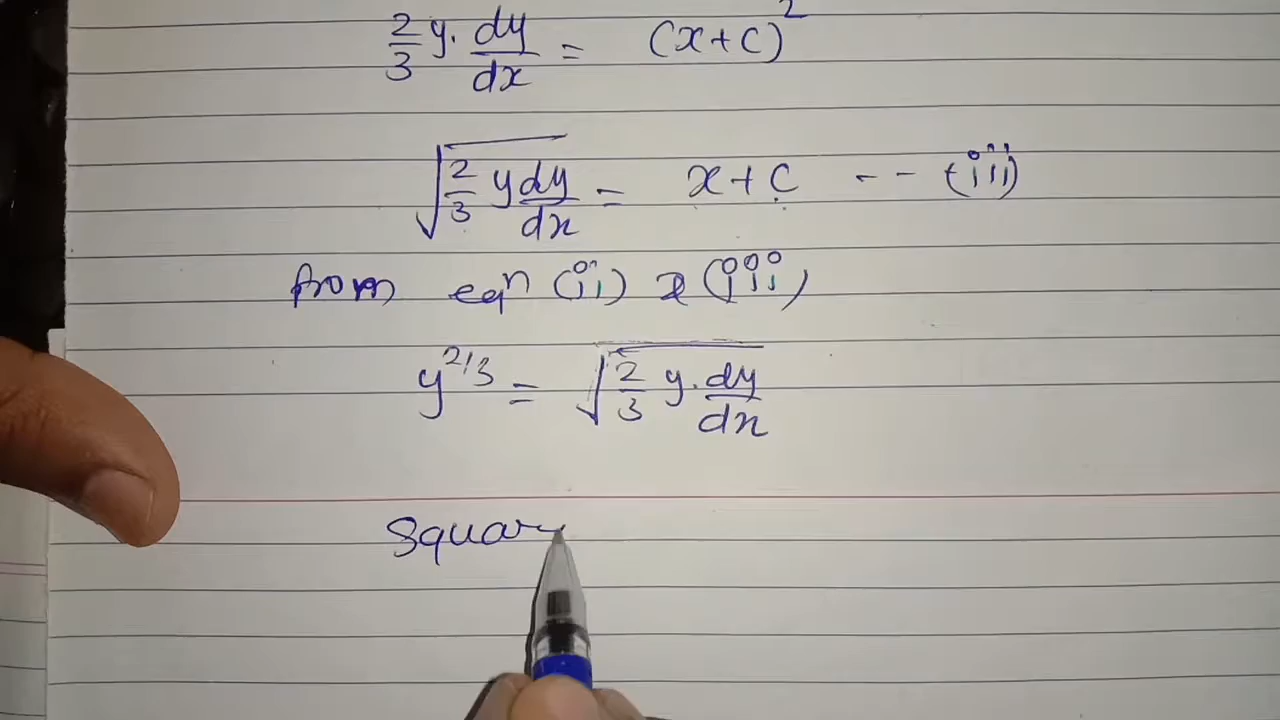 2/3 y. dy/dx = (x+c)²
√(2/3 y dy/dx) = x+c -- (iii)
from eqⁿ (ii) & (iii)
y^2/3 = √(2/3 y. dy/dx)
Squar